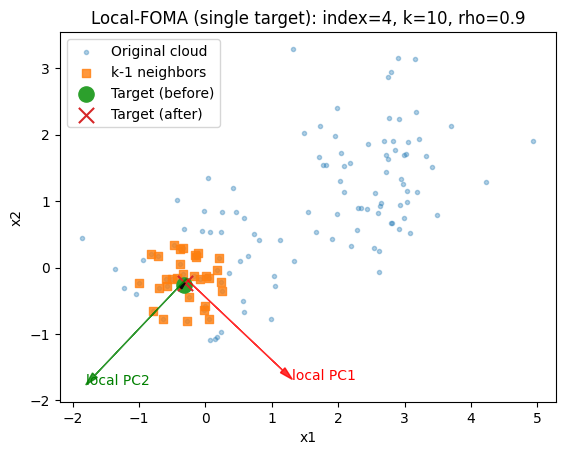 Local-FOMA (single target): index=4, k=10, rho=0.9
Original cloud
k-1 neighbors
Target (before)
Target (after)
3
2
1
0
−1
−2
x2
local PC2
local PC1
−2 −1 0 1 2 3 4 5
x1